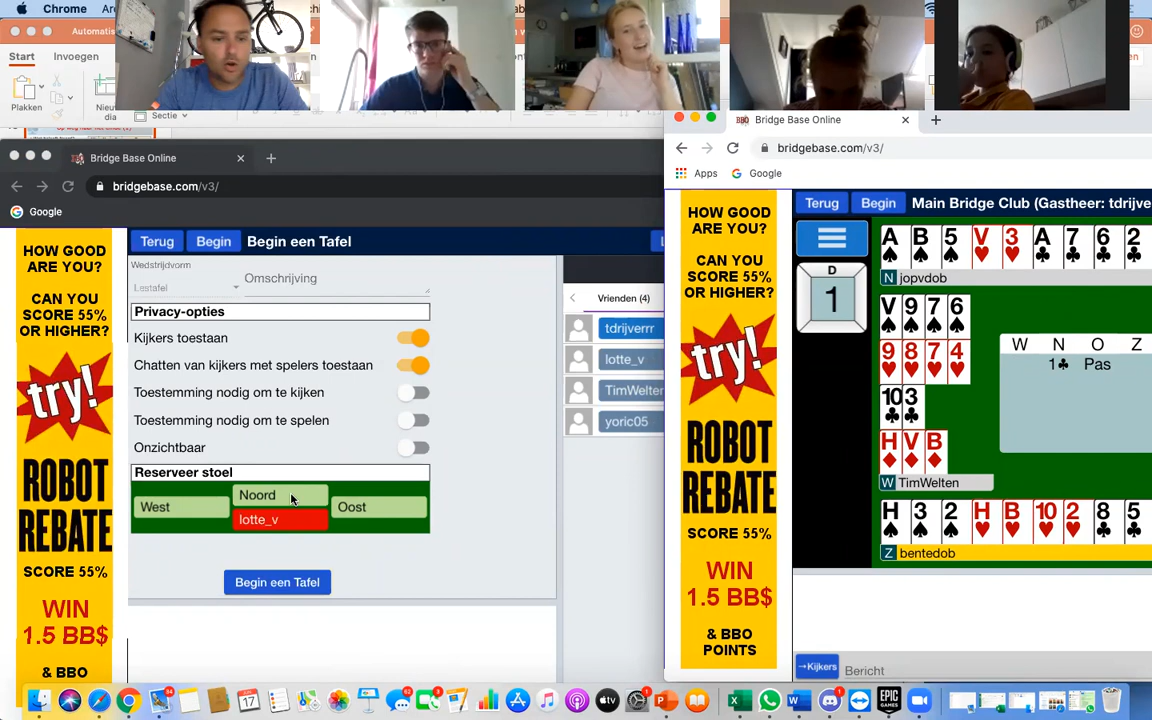 Chrome
Automatis
Start
Invoegen
Plakken
Nieu
dia
Sectie
Bridge Base Online
bridgebase.com/v3/
Google
HOW GOOD
ARE YOU?
CAN YOU
SCORE 55%
OR HIGHER?
try!
ROBOT
REBATE
SCORE 55%
WIN
1.5 BB$
& BBO
Terug
Begin
Begin een Tafel
Wedstrijdvorm
Lestafel
Omschrijving
Privacy-opties
Kijkers toestaan
Chatten van kijkers met spelers toestaan
Toestemming nodig om te kijken
Toestemming nodig om te spelen
Onzichtbaar
Reserveer stoel
West
Noord
Oost
lotte_v
Begin een Tafel
Vrienden (4)
tdrijverrr
lotte_v
TimWelten
yoric05
Bridge Base Online
bridgebase.com/v3/
Apps
Google
HOW GOOD
ARE YOU?
CAN YOU
SCORE 55%
OR HIGHER?
try!
ROBOT
REBATE
SCORE 55%
WIN
1.5 BB$
& BBO
POINTS
Terug
Begin
Main Bridge Club (Gastheer: tdrijve
D
1
A B 5 V 3 A 7 6 2
N jopvdob
V 9 7 6
9 8 7 4
10 3
H V B
W TimWelten
W N O Z
1♣ Pas
H 3 2 H B 10 2 8 5
Z bentedob
→Kijkers
Bericht